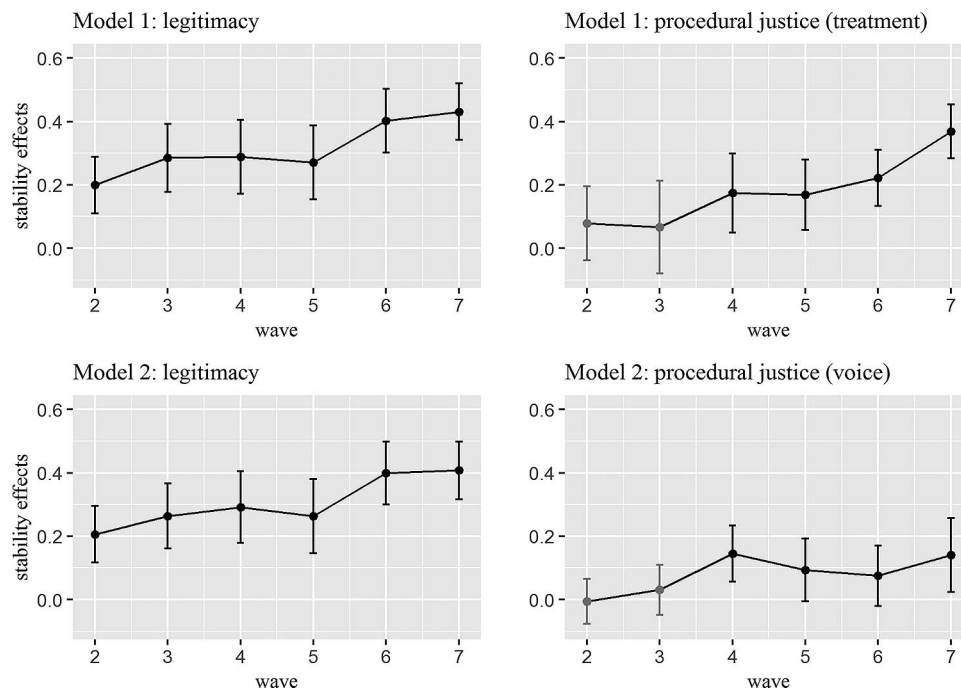 Model 1: legitimacy
stability effects
0.6
0.4
0.2
0.0
2 3 4 5 6 7
wave
Model 1: procedural justice (treatment)
0.6
0.4
0.2
0.0
2 3 4 5 6 7
wave
Model 2: legitimacy
stability effects
0.6
0.4
0.2
0.0
2 3 4 5 6 7
wave
Model 2: procedural justice (voice)
0.6
0.4
0.2
0.0
2 3 4 5 6 7
wave